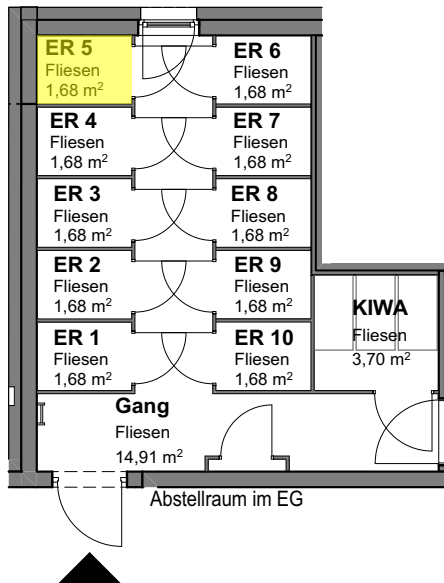 ER 5
Fliesen
1,68 m²
ER 6
Fliesen
1,68 m²
ER 4
Fliesen
1,68 m²
ER 7
Fliesen
1,68 m²
ER 3
Fliesen
1,68 m²
ER 8
Fliesen
1,68 m²
ER 2
Fliesen
1,68 m²
ER 9
Fliesen
1,68 m²
KIWA
Fliesen
3,70 m²
ER 1
Fliesen
1,68 m²
ER 10
Fliesen
1,68 m²
Gang
Fliesen
14,91 m²
Abstellraum im EG